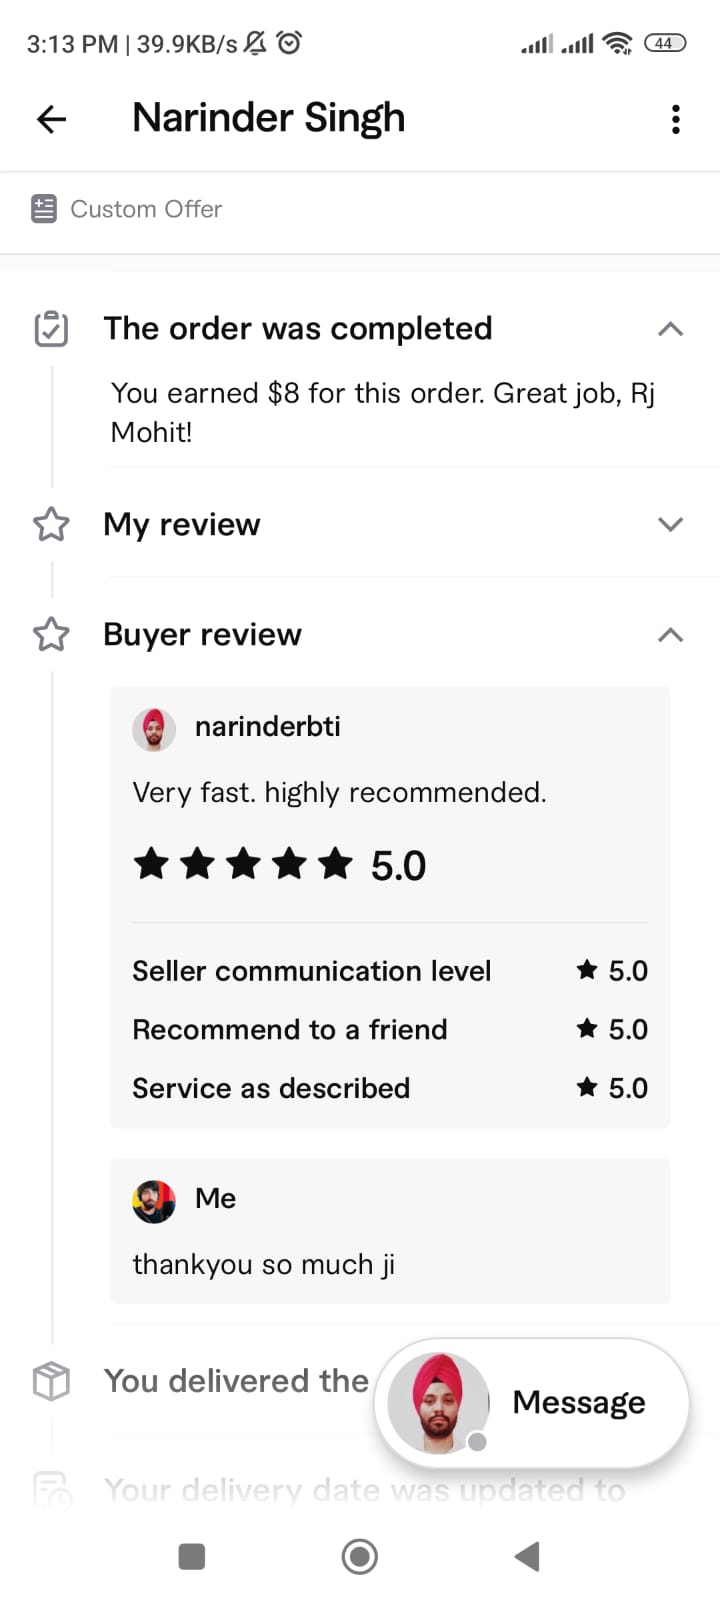 3:13 PM | 39.9KB/s
44
Narinder Singh
Custom Offer
The order was completed
You earned $8 for this order. Great job, Rj
Mohit!
My review
Buyer review
narinderbti
Very fast. highly recommended.
5.0
Seller communication level 5.0
Recommend to a friend 5.0
Service as described 5.0
Me
thankyou so much ji
You delivered the
Message
Your delivery date was updated to